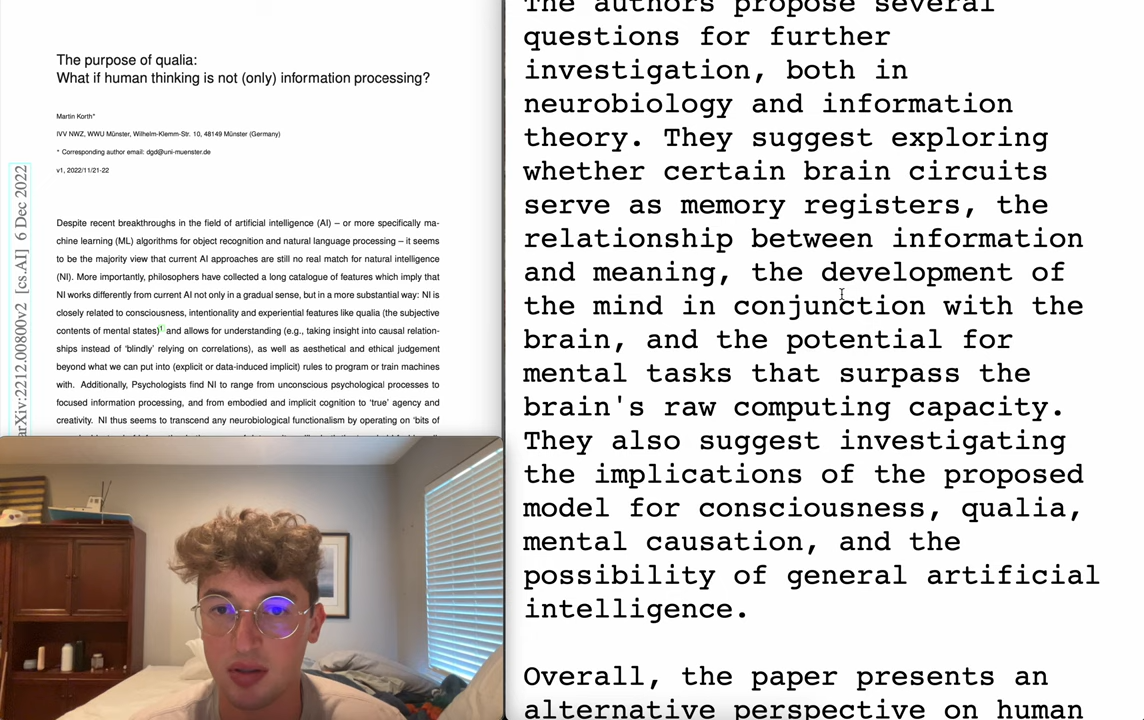 The purpose of qualia:
What if human thinking is not (only) information processing?
Martin Korth*
IVV NWZ, WWU Münster, Wilhelm-Klemm-Str. 10, 48149 Münster (Germany)
* Corresponding author email: dgd@uni-muenster.de
v1, 2022/11/21-22
Despite recent breakthroughs in the field of artificial intelligence (AI) – or more specifically ma-
chine learning (ML) algorithms for object recognition and natural language processing – it seems
to be the majority view that current AI approaches are still no real match for natural intelligence
(NI). More importantly, philosophers have collected a long catalogue of features which imply that
NI works differently from current AI not only in a gradual sense, but in a more substantial way: NI is
closely related to consciousness, intentionality and experiential features like qualia (the subjective
contents of mental states)1 and allows for understanding (e.g., taking insight into causal relation-
ships instead of 'blindly' relying on correlations), as well as aesthetical and ethical judgement
beyond what we can put into (explicit or data-induced implicit) rules to program or train machines
with. Additionally, Psychologists find NI to range from unconscious psychological processes to
focused information processing, and from embodied and implicit cognition to 'true' agency and
creativity. NI thus seems to transcend any neurobiological functionalism by operating on 'bits of
arXiv:2212.00800v2 [cs.AI] 6 Dec 2022
The authors propose several
questions for further
investigation, both in
neurobiology and information
theory. They suggest exploring
whether certain brain circuits
serve as memory registers, the
relationship between information
and meaning, the development of
the mind in conjunction with the
brain, and the potential for
mental tasks that surpass the
brain's raw computing capacity.
They also suggest investigating
the implications of the proposed
model for consciousness, qualia,
mental causation, and the
possibility of general artificial
intelligence.
Overall, the paper presents an
alternative perspective on human